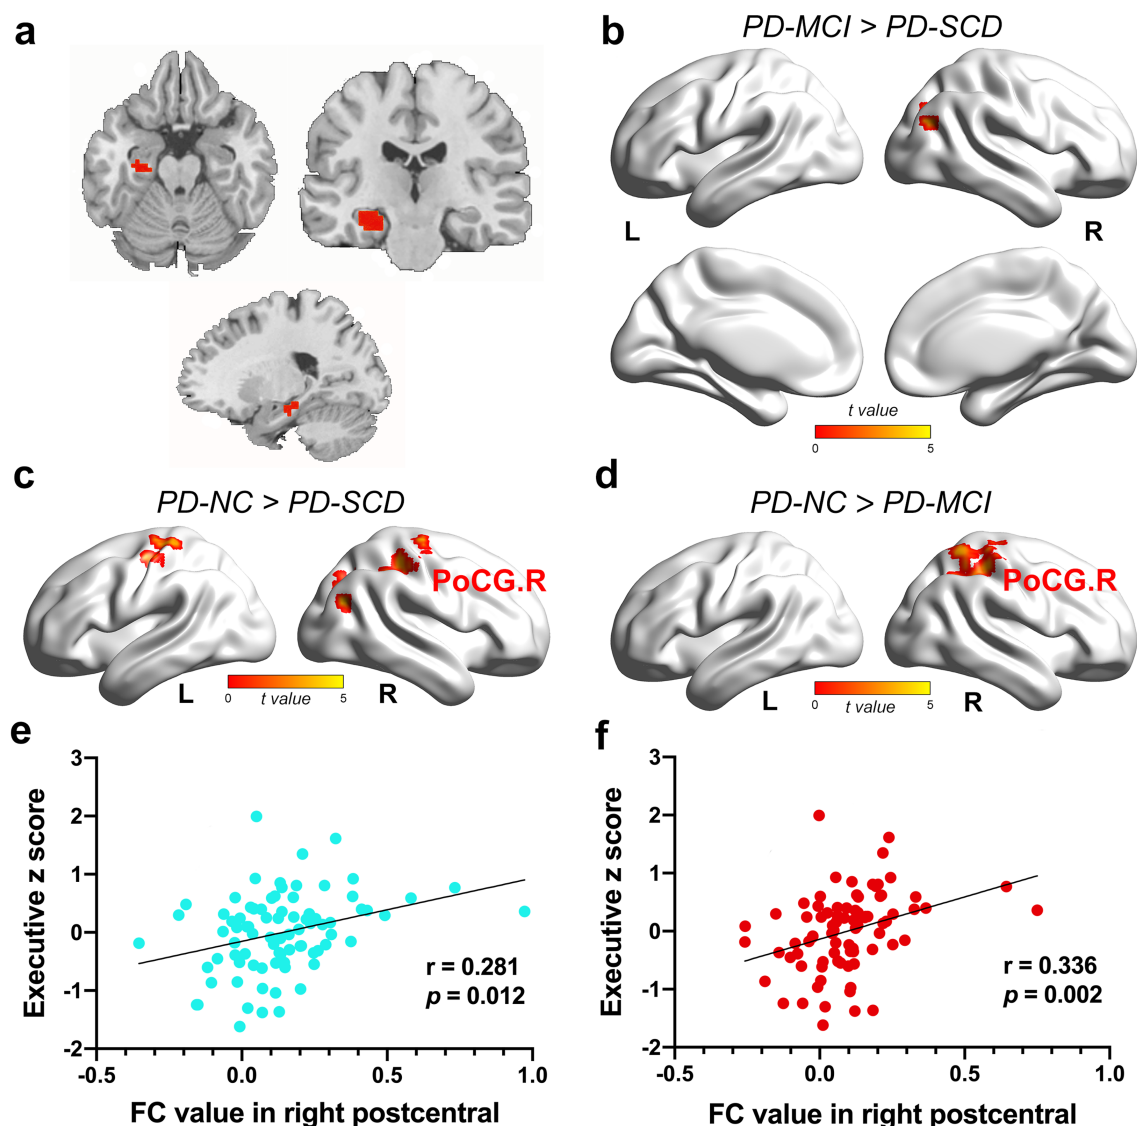 a
b
PD-MCI > PD-SCD
L
R
t value
0
5
c
PD-NC > PD-SCD
PoCG.R
L
0
t value
5
R
d
PD-NC > PD-MCI
PoCG.R
L
0
t value
5
R
e
Executive z score
3
2
1
0
-1
-2
-0.5
0.0
0.5
1.0
r = 0.281
p = 0.012
FC value in right postcentral
f
Executive z score
3
2
1
0
-1
-2
-0.5
0.0
0.5
1.0
r = 0.336
p = 0.002
FC value in right postcentral